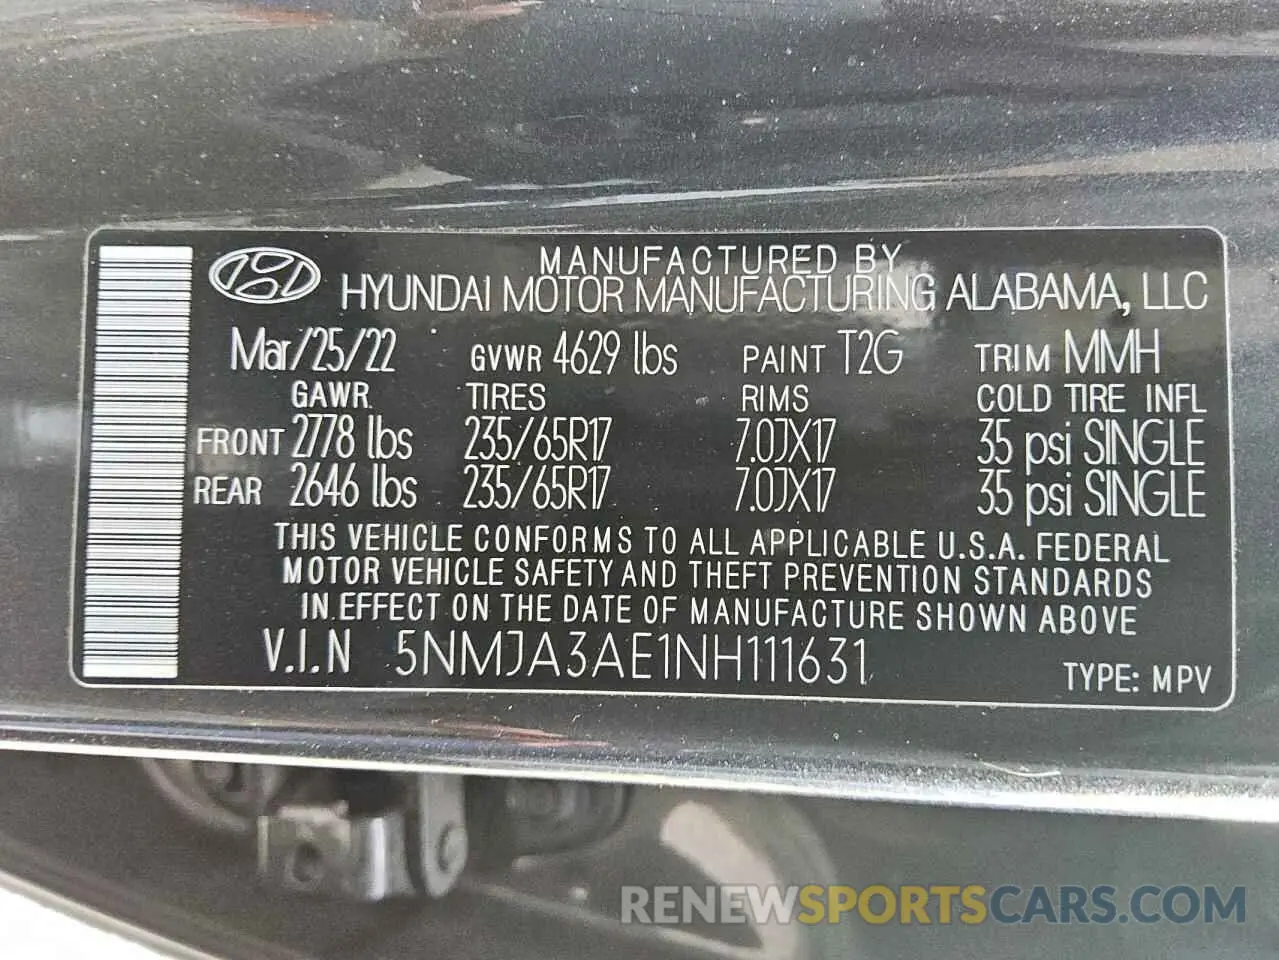 MANUFACTURED BY
HYUNDAI MOTOR MANUFACTURING ALABAMA, LLC
Mar/25/22 GVWR 4629 lbs PAINT T2G TRIM MMH
GAWR TIRES RIMS COLD TIRE INFL
FRONT 2778 lbs 235/65R17 7.0JX17 35 psi SINGLE
REAR 2646 lbs 235/65R17 7.0JX17 35 psi SINGLE
THIS VEHICLE CONFORMS TO ALL APPLICABLE U.S.A. FEDERAL
MOTOR VEHICLE SAFETY AND THEFT PREVENTION STANDARDS
IN EFFECT ON THE DATE OF MANUFACTURE SHOWN ABOVE
V.I.N 5NMJA3AE1NH111631 TYPE: MPV
RENEWSPORTSCARS.COM